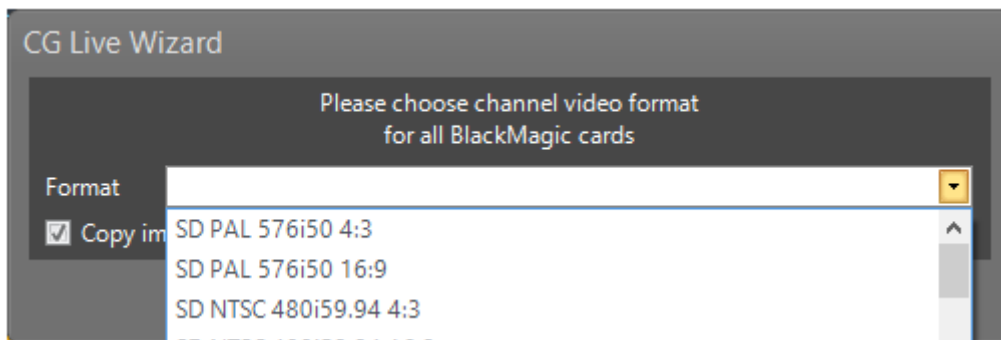 CG Live Wizard
Please choose channel video format
for all BlackMagic cards
Format
Copy im
SD PAL 576i50 4:3
SD PAL 576i50 16:9
SD NTSC 480i59.94 4:3